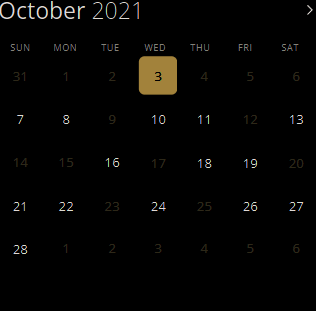 October 2021
SUN MON TUE WED THU FRI SAT
31 1 2 3 4 5 6
7 8 9 10 11 12 13
14 15 16 17 18 19 20
21 22 23 24 25 26 27
28 1 2 3 4 5 6